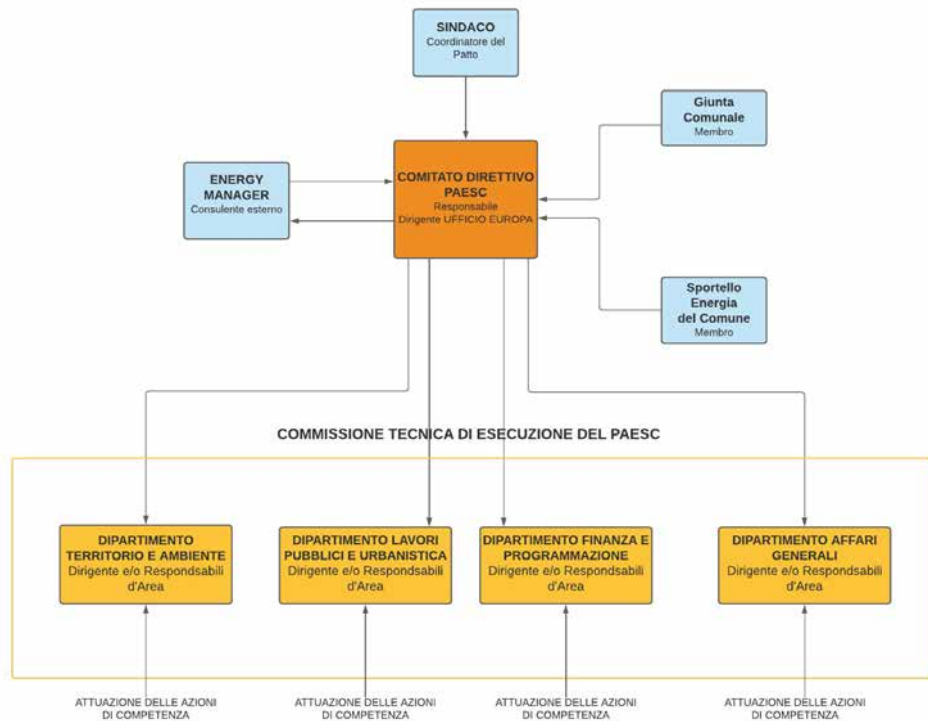 SINDACO
Coordinatore del
Patto
Giunta
Comunale
Membro
COMITATO DIRETTIVO
PAESC
Responsabile
Dirigente UFFICIO EUROPA
ENERGY
MANAGER
Consulente esterno
Sportello
Energia
del Comune
Membro
COMMISSIONE TECNICA DI ESECUZIONE DEL PAESC
DIPARTIMENTO
TERRITORIO E AMBIENTE
Dirigente e/o Respondsabili
d'Area
DIPARTIMENTO LAVORI
PUBBLICI E URBANISTICA
Dirigente e/o Respondsabili
d'Area
DIPARTIMENTO FINANZA E
PROGRAMMAZIONE
Dirigente e/o Respondsabili
d'Area
DIPARTIMENTO AFFARI
GENERALI
Dirigente e/o Respondsabili
d'Area
ATTUAZIONE DELLE AZIONI
DI COMPETENZA
ATTUAZIONE DELLE AZIONI
DI COMPETENZA
ATTUAZIONE DELLE AZIONI
DI COMPETENZA
ATTUAZIONE DELLE AZIONI
DI COMPETENZA